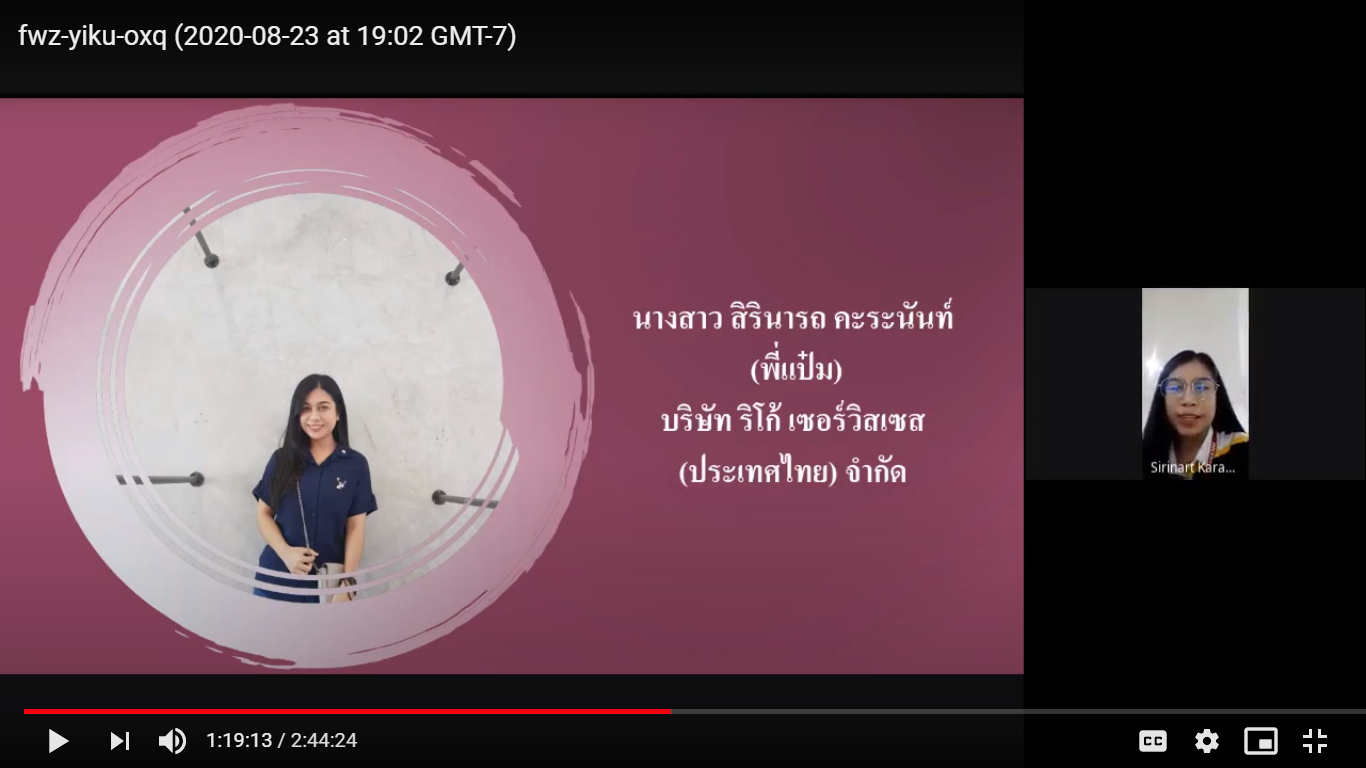 fwz-yiku-oxq (2020-08-23 at 19:02 GMT-7)
นางสาว สิรินารถ คะระนันท์
(พี่แป๋ม)
บริษัท ริโก้ เซอร์วิสเซส
(ประเทศไทย) จำกัด
Sirinart Kara...
1:19:13 / 2:44:24
CC